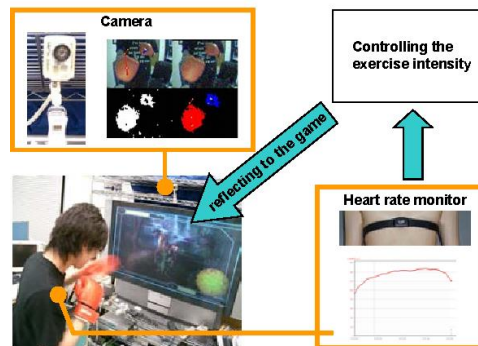 Camera
Controlling the
exercise intensity
reflecting to the game
Heart rate monitor